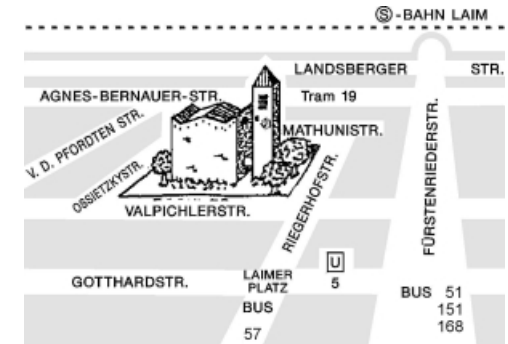 Ⓢ-BAHN LAIM
LANDSBERGER STR.
AGNES-BERNAUER-STR.
Tram 19
V. D. PFORDTEN STR.
MATHUNISTR.
OBSIETZKYSTR.
VALPICHLERSTR.
RIEGERHOFSTR.
FÜRSTENRIEDERSTR.
GOTTHARDSTR.
LAIMER
PLATZ
U
5
BUS
57
BUS 51
151
168